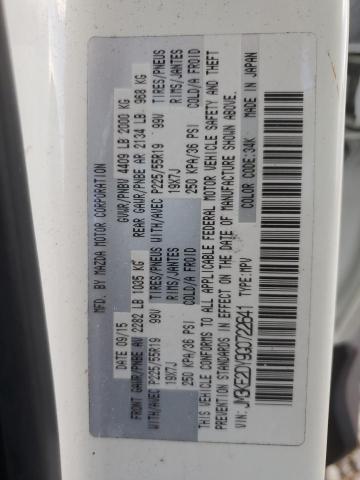 MFD. BY MAZDA MOTOR CORPORATION
DATE 09/15 GVWR/PNBV 4409 LB 2000 KG
FRONT GAWR/PNBE AV 2282 LB 1035 KG REAR GAWR/PNBE AR 2134 LB 968 KG
WITH/AVEC P225/55R19 99V TIRES/PNEUS WITH/AVEC P225/55R19 99V TIRES/PNEUS
19X7J RIMS/JANTES 19X7J RIMS/JANTES
250 KPA/36 PSI COLD/A FROID 250 KPA/36 PSI COLD/A FROID
THIS VEHICLE CONFORMS TO ALL APPLICABLE FEDERAL MOTOR VEHICLE SAFETY AND THEFT
PREVENTION STANDARDS IN EFFECT ON THE DATE OF MANUFACTURE SHOWN ABOVE.
VIN: JM3KE2DY9G0722641 TYPE: MPV COLOR CODE: 34K MADE IN JAPAN